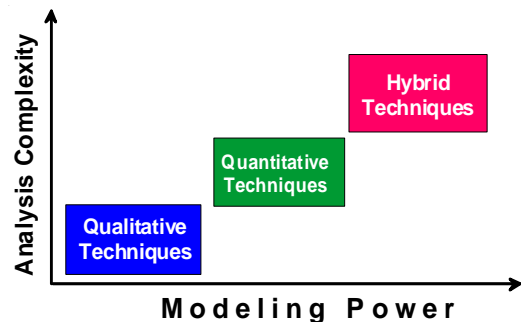 Analysis Complexity
Hybrid
Techniques
Quantitative
Techniques
Qualitative
Techniques
Modeling Power